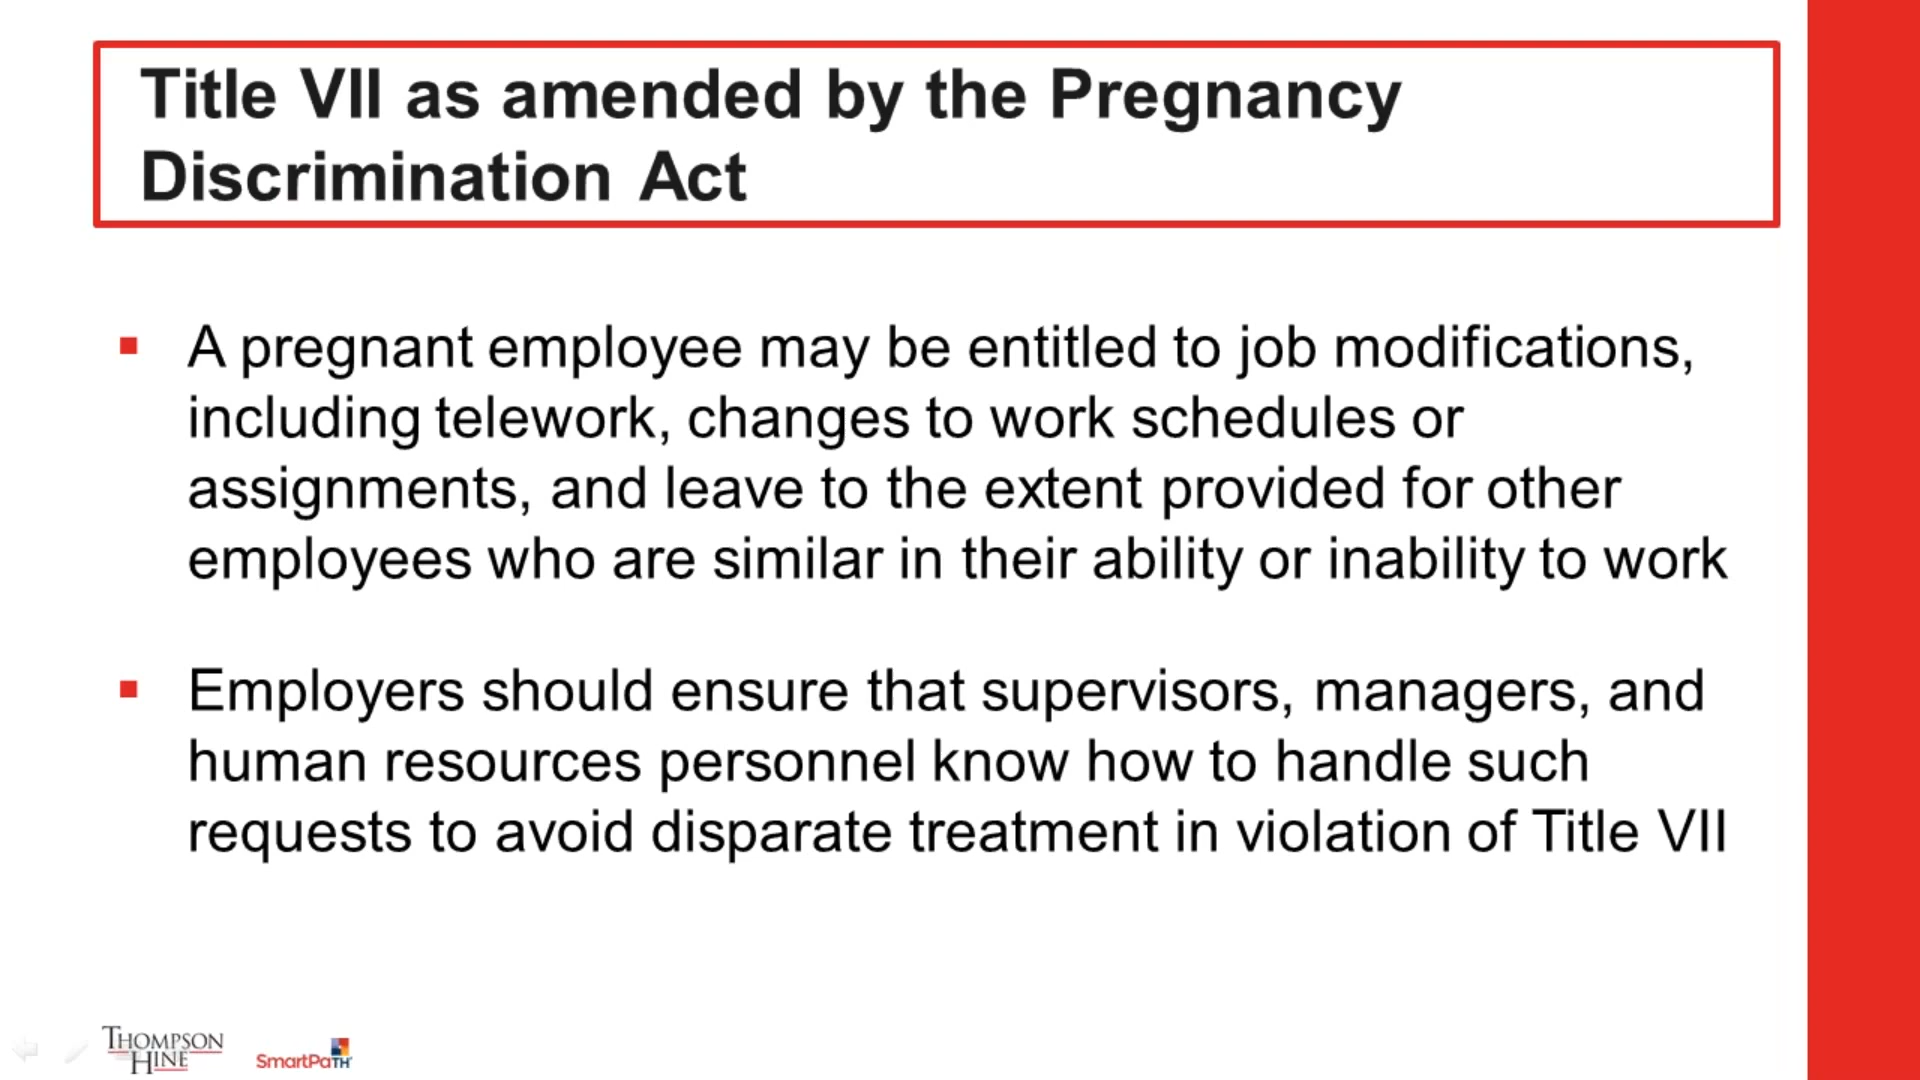 Title VII as amended by the Pregnancy
Discrimination Act
▪ A pregnant employee may be entitled to job modifications,
including telework, changes to work schedules or
assignments, and leave to the extent provided for other
employees who are similar in their ability or inability to work
▪ Employers should ensure that supervisors, managers, and
human resources personnel know how to handle such
requests to avoid disparate treatment in violation of Title VII
THOMPSON
HINE
SmartPaTH